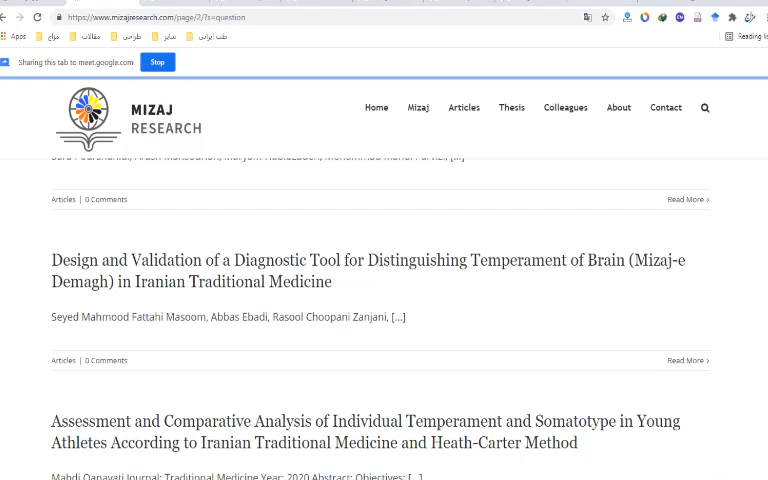 https://www.mizajresearch.com/page/2/?s=question
Apps مزاج مقالات طراحی سایر طب ایرانی Reading
Sharing this tab to meet.google.com Stop
MIZAJ
RESEARCH
Home Mizaj Articles Thesis Colleagues About Contact
Articles | 0 Comments Read More
Design and Validation of a Diagnostic Tool for Distinguishing Temperament of Brain (Mizaj-e
Demagh) in Iranian Traditional Medicine
Seyed Mahmood Fattahi Masoom, Abbas Ebadi, Rasool Choopani Zanjani, [...]
Articles | 0 Comments Read More
Assessment and Comparative Analysis of Individual Temperament and Somatotype in Young
Athletes According to Iranian Traditional Medicine and Heath-Carter Method
Mahdi Qanavati Journal: Traditional Medicine Year: 2020 Abstract: Objectives: [...]